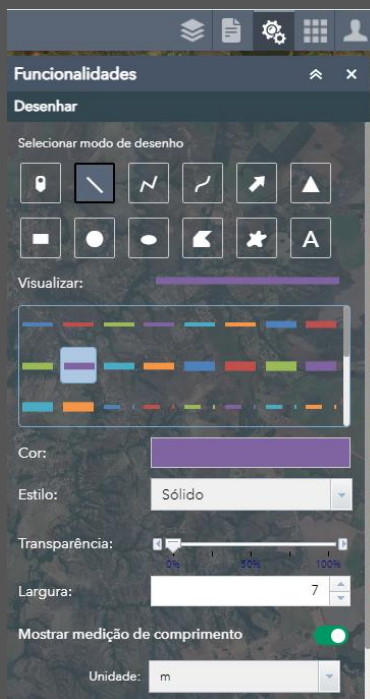 Funcionalidades
Desenhar
Selecionar modo de desenho
A
Visualizar:
Cor:
Estilo: Sólido
Transparência:
0% 50% 100%
Largura: 7
Mostrar medição de comprimento
Unidade: m